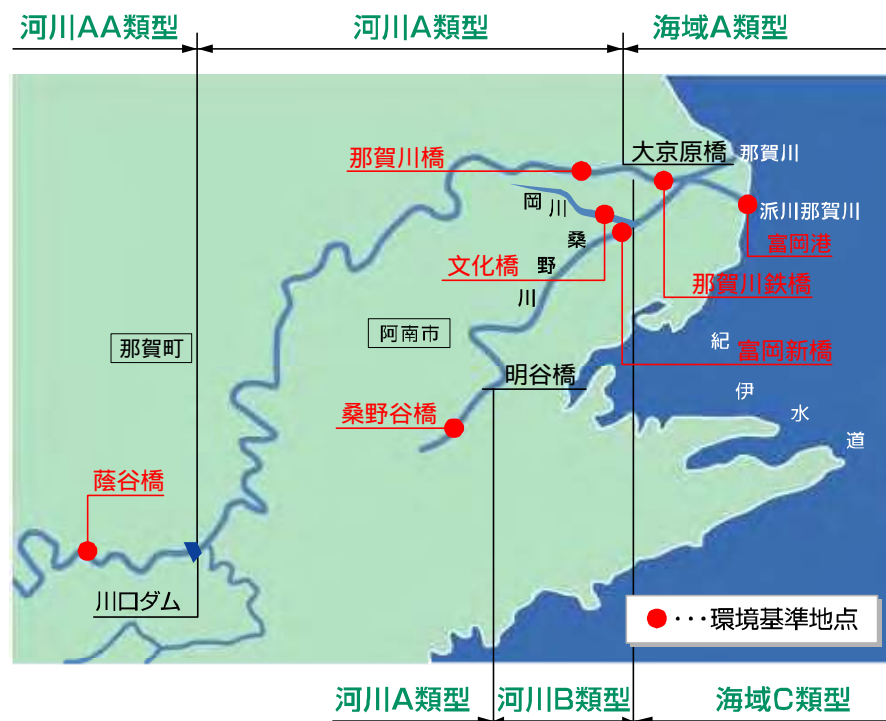 河川AA類型
河川A類型
海域A類型
那賀川橋
大京原橋
那賀川
岡川
派川那賀川
桑野川
文化橋
富岡港
那賀川鉄橋
那賀町
阿南市
富岡新橋
紀伊水道
明谷橋
桑野谷橋
蔭谷橋
川口ダム
●･･･環境基準地点
河川A類型
河川B類型
海域C類型